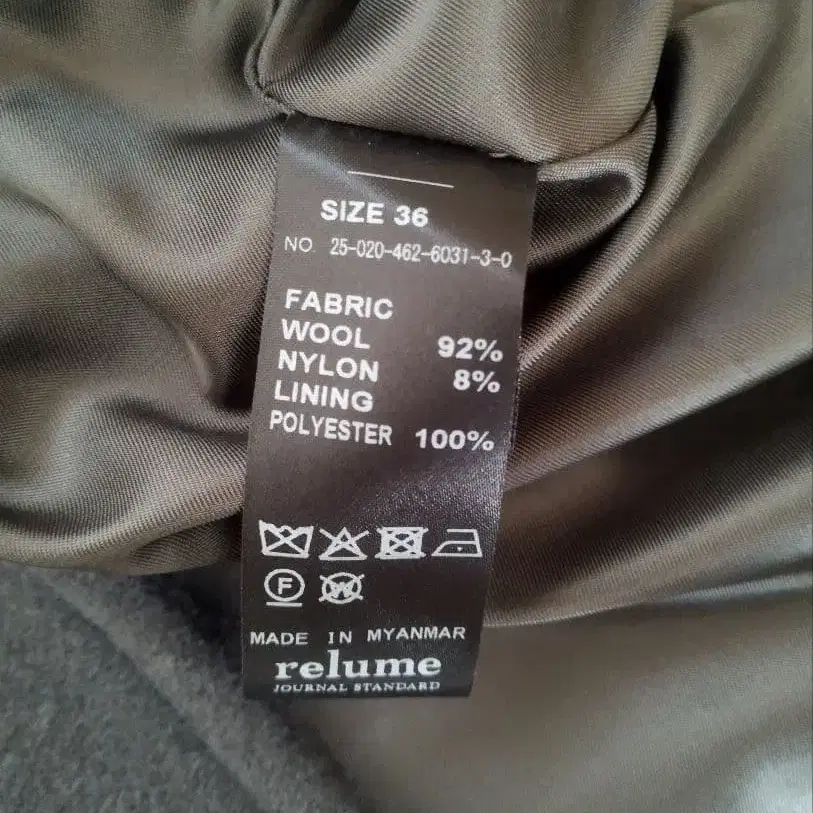 SIZE 36
NO. 25-020-462-6031-3-0
FABRIC
WOOL 92%
NYLON 8%
LINING
POLYESTER 100%
F W
MADE IN MYANMAR
relume
JOURNAL STANDARD